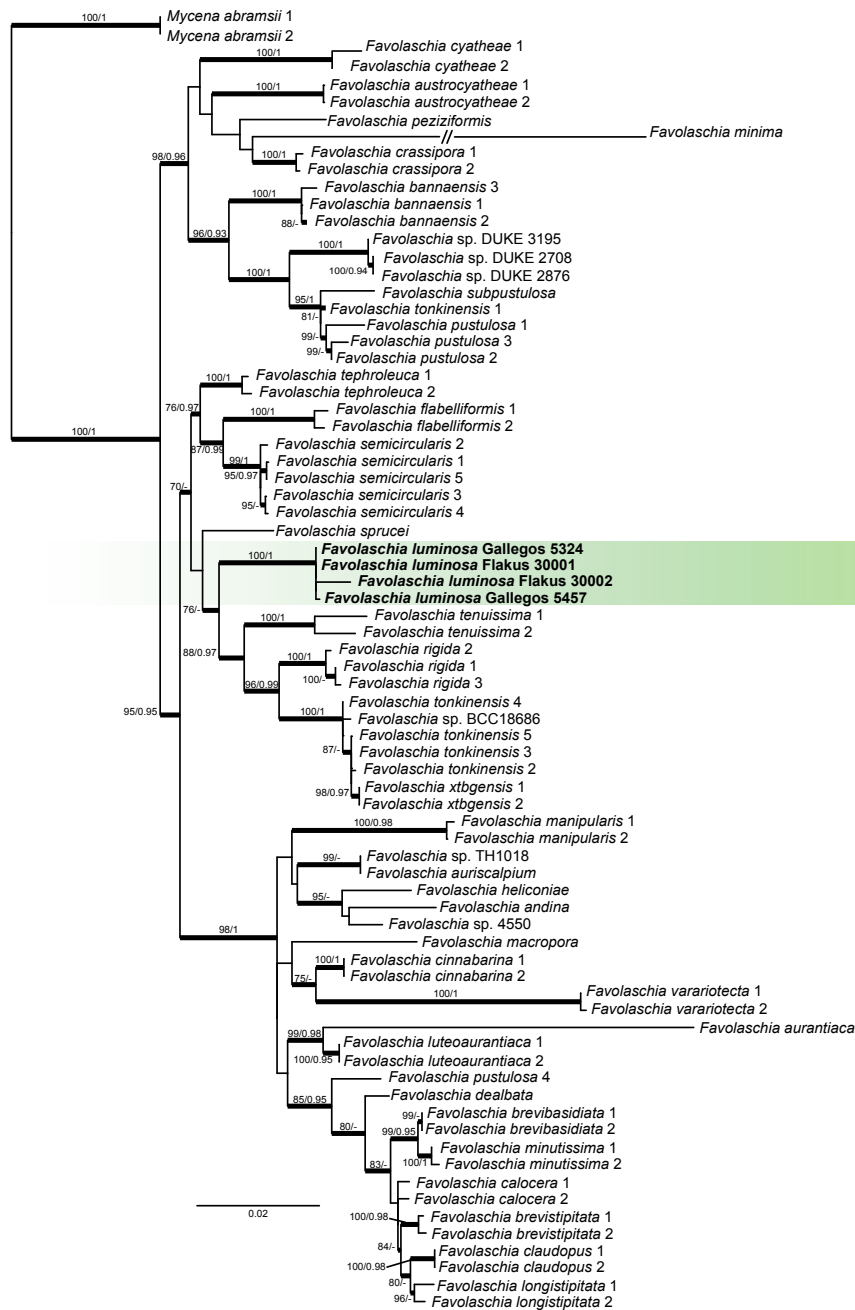 100/1
Mycena abramsii 1
Mycena abramsii 2
Favolaschia cyatheae 1
100/1
Favolaschia cyatheae 2
100/1
Favolaschia austrocyatheae 1
Favolaschia austrocyatheae 2
Favolaschia peziziformis
//
Favolaschia minima
98/0.96
100/1
Favolaschia crassipora 1
Favolaschia crassipora 2
100/1
Favolaschia bannaensis 3
Favolaschia bannaensis 1
88/-
Favolaschia bannaensis 2
96/0.93
100/1
Favolaschia sp. DUKE 3195
Favolaschia sp. DUKE 2708
100/0.94
Favolaschia sp. DUKE 2876
100/1
Favolaschia subpustulosa
95/1
Favolaschia tonkinensis 1
81/-
Favolaschia pustulosa 1
99/-
Favolaschia pustulosa 3
99/-
Favolaschia pustulosa 2
100/1
Favolaschia tephroleuca 1
Favolaschia tephroleuca 2
76/0.97
100/1
Favolaschia flabelliformis 1
Favolaschia flabelliformis 2
100/1
87/0.99
Favolaschia semicircularis 2
99/1
Favolaschia semicircularis 1
95/0.97
Favolaschia semicircularis 5
70/-
Favolaschia semicircularis 3
95/-
Favolaschia semicircularis 4
Favolaschia sprucei
Favolaschia luminosa Gallegos 5324
100/1
Favolaschia luminosa Flakus 30001
Favolaschia luminosa Flakus 30002
Favolaschia luminosa Gallegos 5457
76/-
100/1
Favolaschia tenuissima 1
Favolaschia tenuissima 2
88/0.97
100/1
Favolaschia rigida 2
Favolaschia rigida 1
100/-
Favolaschia rigida 3
96/0.99
Favolaschia tonkinensis 4
95/0.95
100/1
Favolaschia sp. BCC18686
Favolaschia tonkinensis 5
87/-
Favolaschia tonkinensis 3
Favolaschia tonkinensis 2
98/0.97
Favolaschia xtbgensis 1
Favolaschia xtbgensis 2
100/0.98
Favolaschia manipularis 1
Favolaschia manipularis 2
99/-
Favolaschia sp. TH1018
Favolaschia auriscalpium
95/-
Favolaschia heliconiae
Favolaschia andina
Favolaschia sp. 4550
98/1
Favolaschia macropora
100/1
Favolaschia cinnabarina 1
Favolaschia cinnabarina 2
75/-
100/1
Favolaschia varariotecta 1
Favolaschia varariotecta 2
99/0.98
Favolaschia aurantiaca
Favolaschia luteoaurantiaca 1
100/0.95
Favolaschia luteoaurantiaca 2
85/0.95
Favolaschia pustulosa 4
Favolaschia dealbata
80/-
99/-
Favolaschia brevibasidiata 1
99/0.95
Favolaschia brevibasidiata 2
Favolaschia minutissima 1
83/-
100/1
Favolaschia minutissima 2
Favolaschia calocera 1
Favolaschia calocera 2
0.02
100/0.98
Favolaschia brevistipitata 1
Favolaschia brevistipitata 2
84/-
Favolaschia claudopus 1
100/0.98
Favolaschia claudopus 2
80/-
Favolaschia longistipitata 1
96/-
Favolaschia longistipitata 2